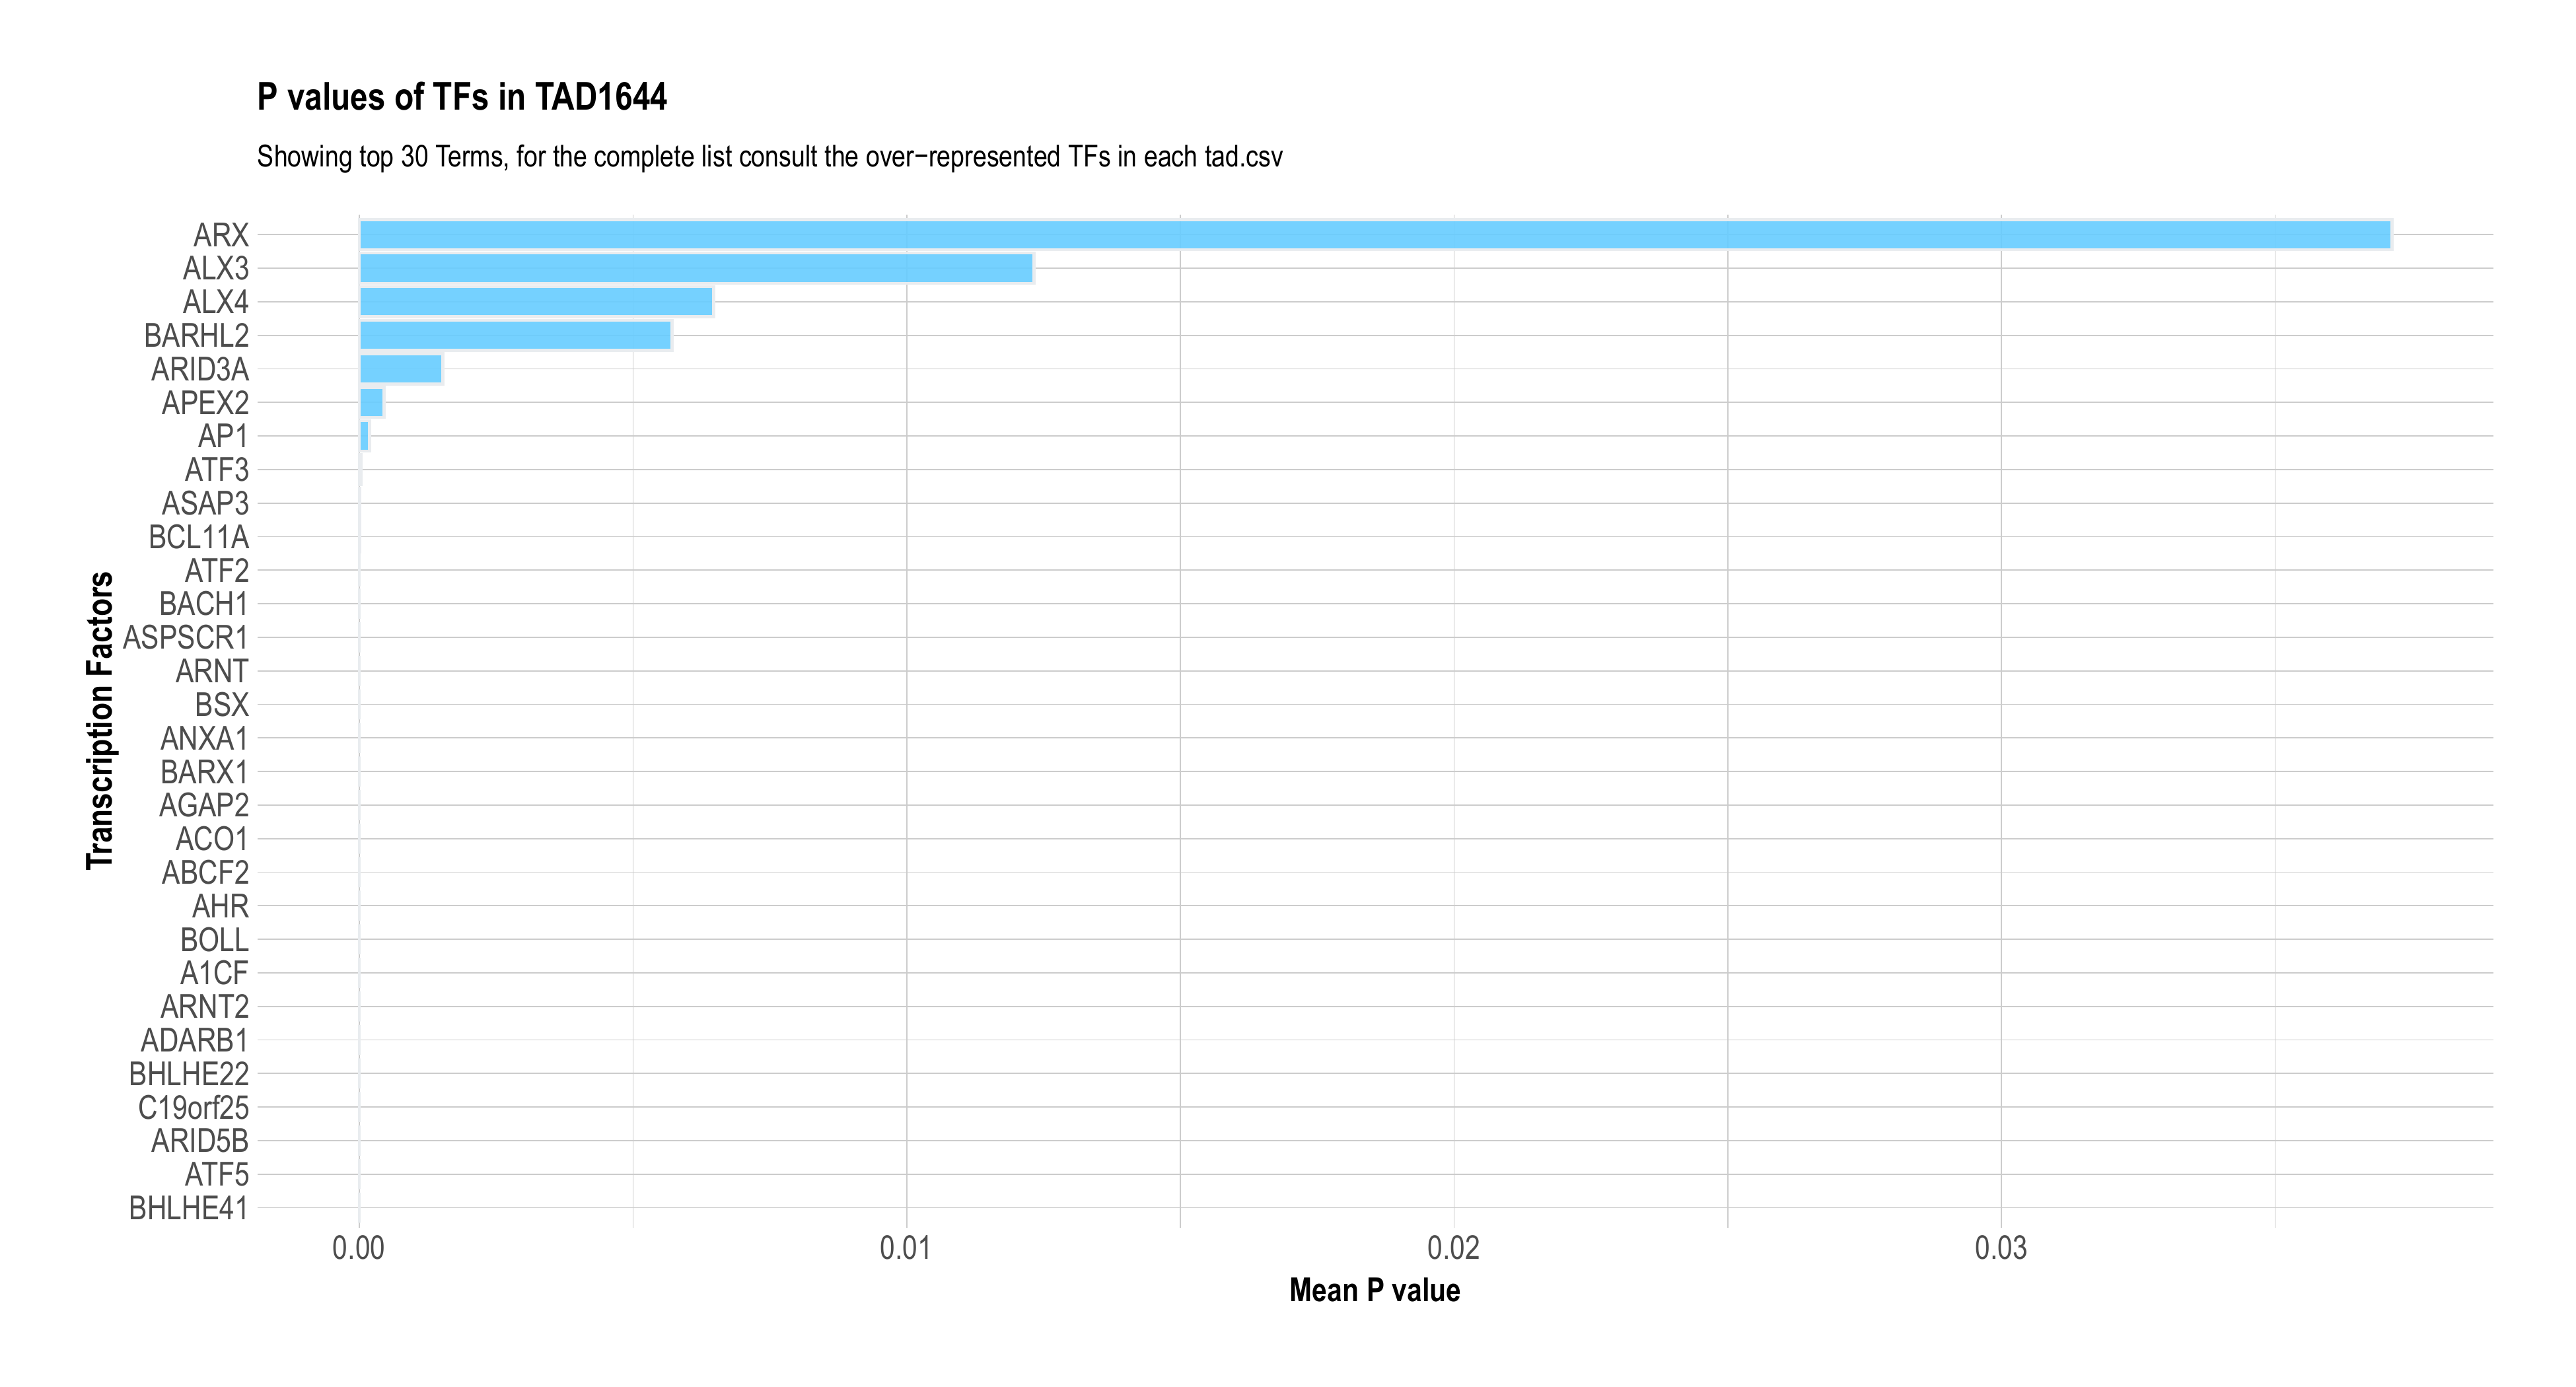 P values of TFs in TAD1644
Showing top 30 Terms, for the complete list consult the over−represented TFs in each tad.csv
Transcription Factors
ARX
ALX3
ALX4
BARHL2
ARID3A
APEX2
AP1
ATF3
ASAP3
BCL11A
ATF2
BACH1
ASPSCR1
ARNT
BSX
ANXA1
BARX1
AGAP2
ACO1
ABCF2
AHR
BOLL
A1CF
ARNT2
ADARB1
BHLHE22
C19orf25
ARID5B
ATF5
BHLHE41
0.00 0.01 0.02 0.03
Mean P value